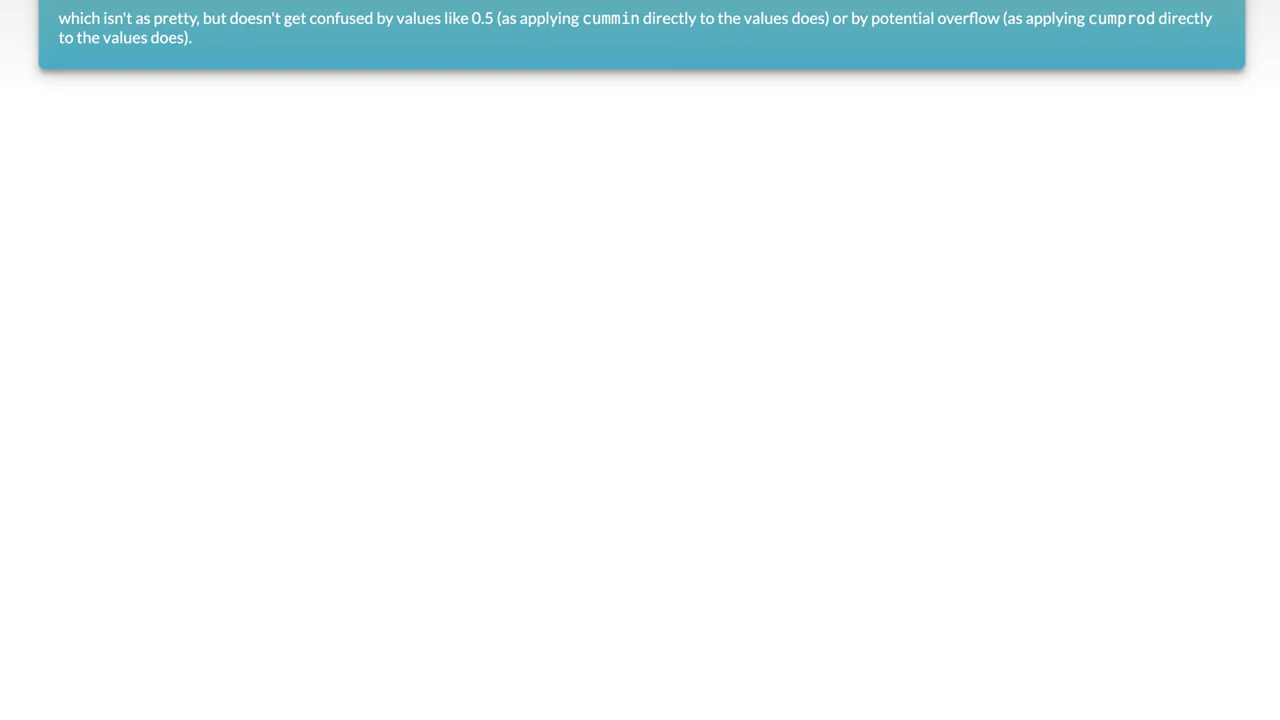 which isn't as pretty, but doesn't get confused by values like 0.5 (as applying cummin directly to the values does) or by potential overflow (as applying cumprod directly
to the values does).